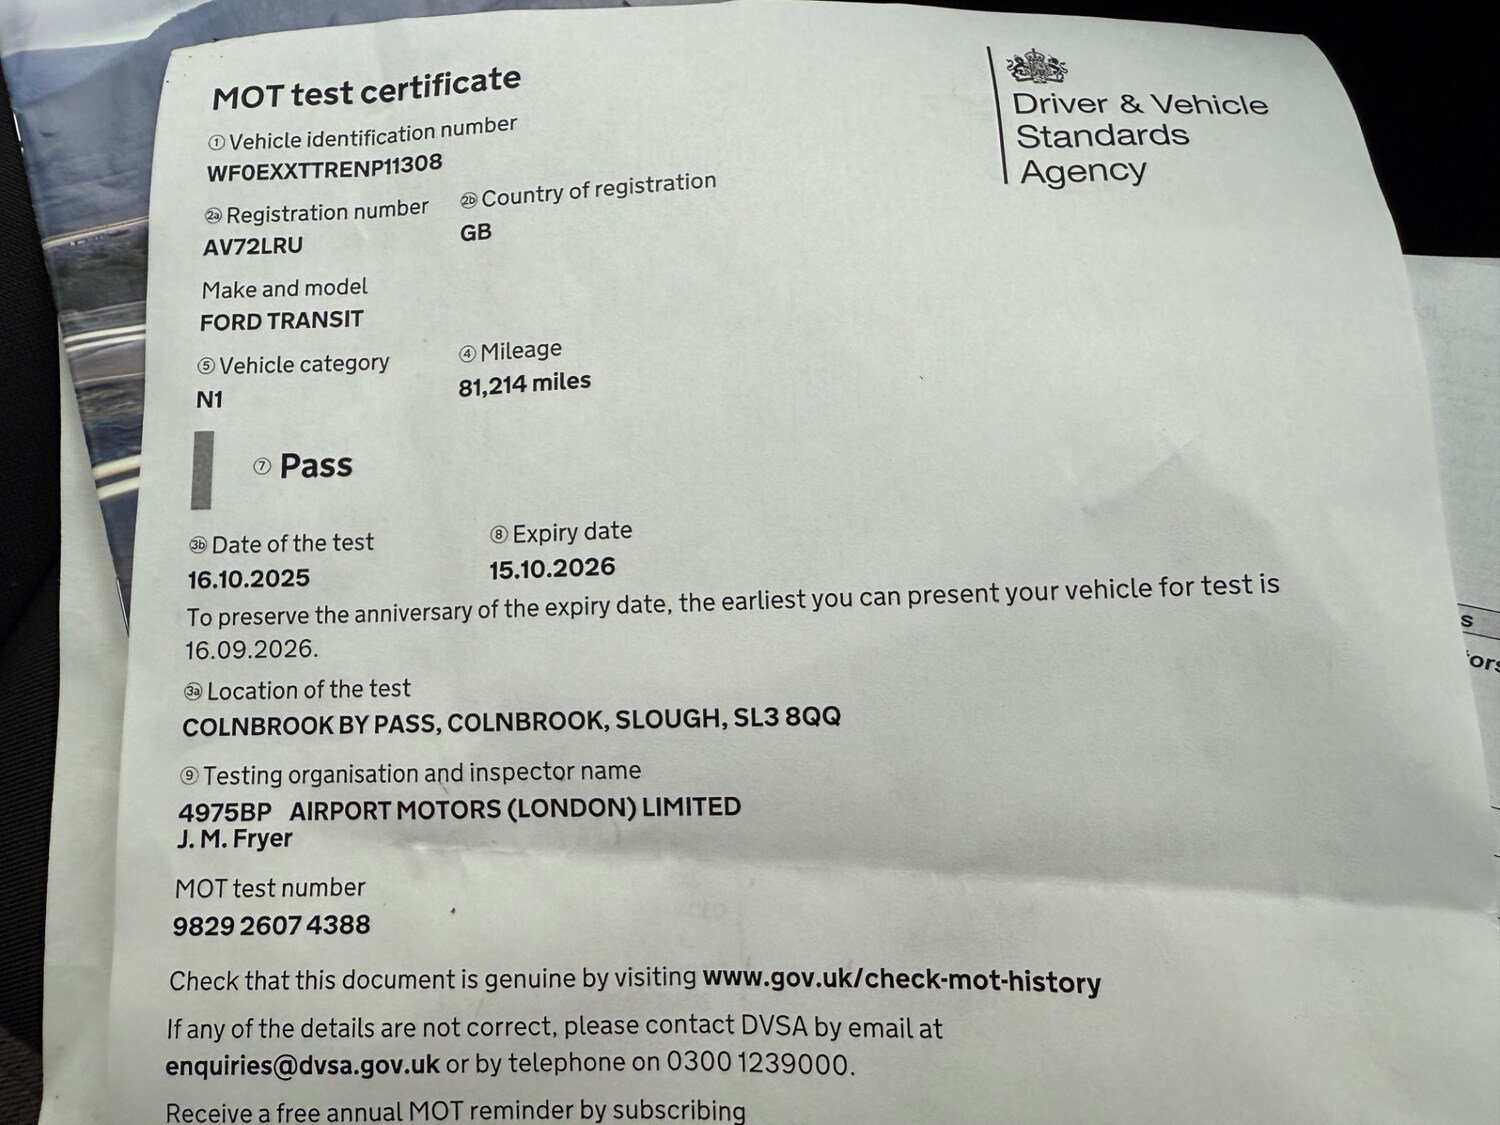 MOT test certificate
Driver & Vehicle
Standards
Agency
① Vehicle identification number
WF0EXXTTRENP11308
2a Registration number
AV72LRU
2b Country of registration
GB
Make and model
FORD TRANSIT
⑤ Vehicle category
N1
④ Mileage
81,214 miles
⑦ Pass
3b Date of the test
16.10.2025
⑧ Expiry date
15.10.2026
To preserve the anniversary of the expiry date, the earliest you can present your vehicle for test is
16.09.2026.
3a Location of the test
COLNBROOK BY PASS, COLNBROOK, SLOUGH, SL3 8QQ
⑨ Testing organisation and inspector name
4975BP AIRPORT MOTORS (LONDON) LIMITED
J. M. Fryer
MOT test number
9829 2607 4388
Check that this document is genuine by visiting www.gov.uk/check-mot-history
If any of the details are not correct, please contact DVSA by email at
enquiries@dvsa.gov.uk or by telephone on 0300 1239000.
Receive a free annual MOT reminder by subscribing